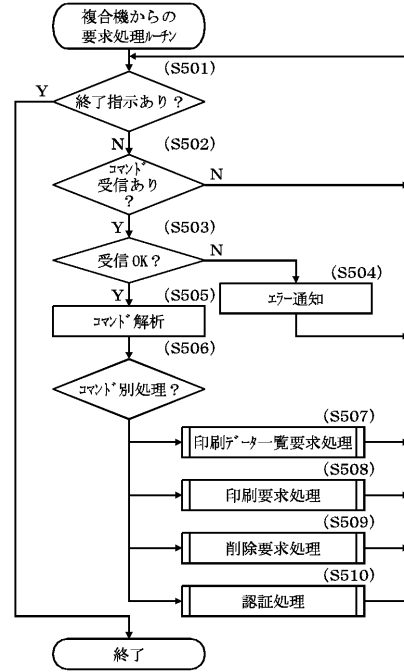 複合機からの
要求処理ﾙｰﾁﾝ
(S501)
Y
終了指示あり？
N
(S502)
ｺﾏﾝﾄﾞ
受信あり
？
N
Y
(S503)
受信OK？
N
(S504)
ｴﾗｰ通知
Y
(S505)
ｺﾏﾝﾄﾞ解析
(S506)
ｺﾏﾝﾄﾞ別処理？
(S507)
印刷ﾃﾞｰﾀ一覧要求処理
(S508)
印刷要求処理
(S509)
削除要求処理
(S510)
認証処理
終了